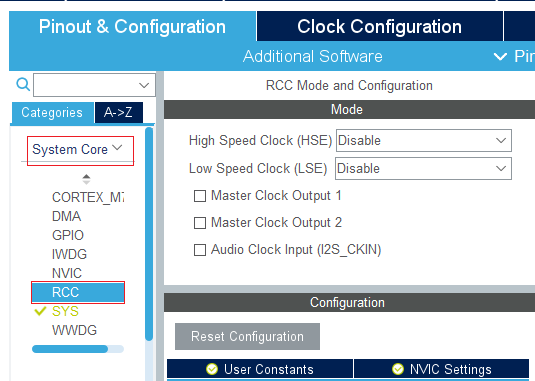 Pinout & Configuration
Clock Configuration
Additional Software
Pin
RCC Mode and Configuration
Categories
A->Z
Mode
System Core
High Speed Clock (HSE)
Disable
Low Speed Clock (LSE)
Disable
Master Clock Output 1
Master Clock Output 2
Audio Clock Input (I2S_CKIN)
CORTEX_M7
DMA
GPIO
IWDG
NVIC
RCC
SYS
WWDG
Configuration
Reset Configuration
User Constants
NVIC Settings